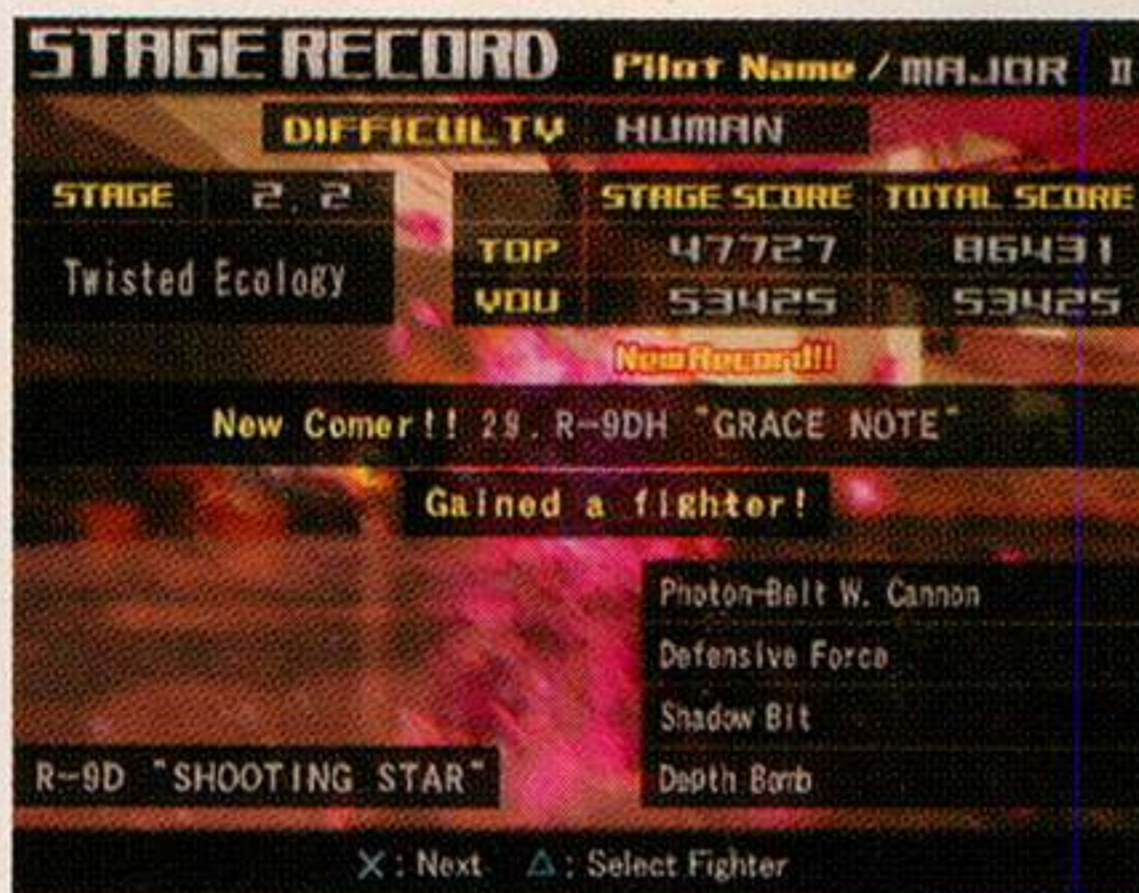 STAGE RECORD Pilot Name / MAJOR II
DIFFICULTY HUMAN
STAGE 2.2
Twisted Ecology
STAGE SCORE TOTAL SCORE
TOP 47727 86431
YOU 53425 53425
New Record!!
New Comer!! 29. R-9DH "GRACE NOTE"
Gained a fighter!
Photon-Belt W. Cannon
Defensive Force
Shadow Bit
Depth Bomb
R-9D "SHOOTING STAR"
X : Next △ : Select Fighter